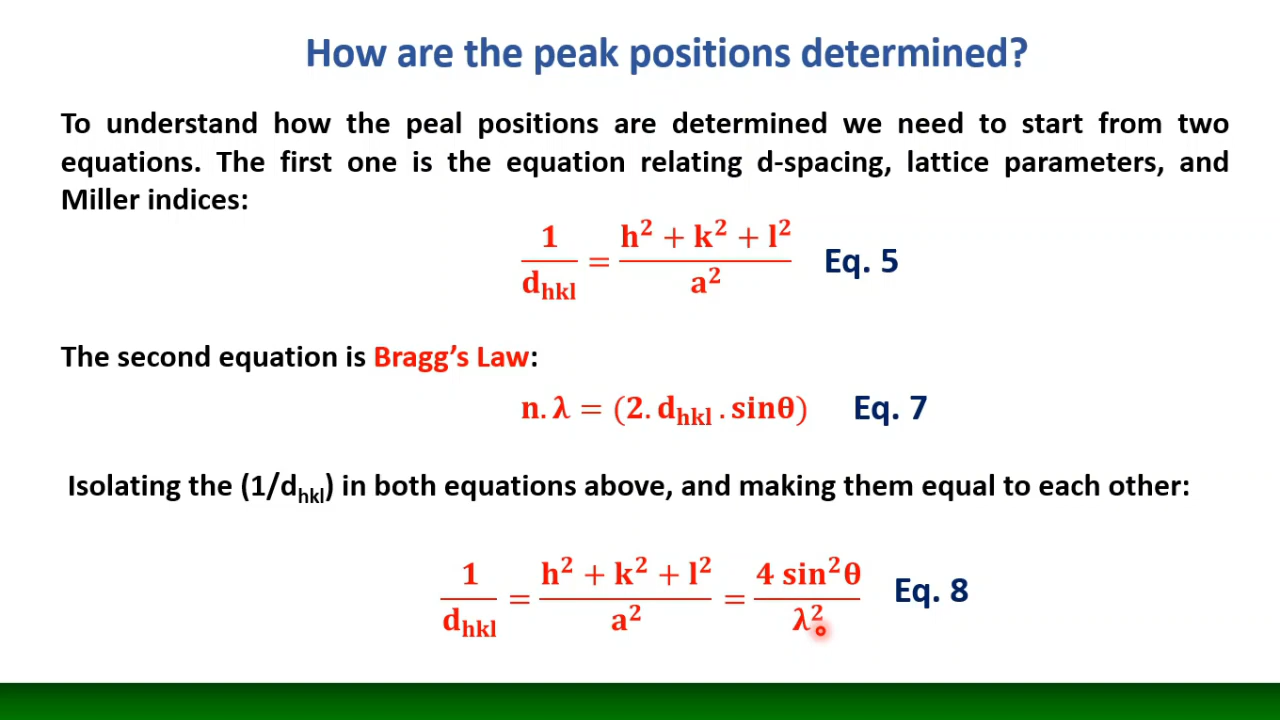 How are the peak positions determined?
To understand how the peal positions are determined we need to start from two
equations. The first one is the equation relating d-spacing, lattice parameters, and
Miller indices:
1/d_hkl = (h² + k² + l²)/a² Eq. 5
The second equation is Bragg’s Law:
n. λ = (2. d_hkl . sinθ) Eq. 7
Isolating the (1/d_hkl) in both equations above, and making them equal to each other:
1/d_hkl = (h² + k² + l²)/a² = 4 sin²θ/λ² Eq. 8